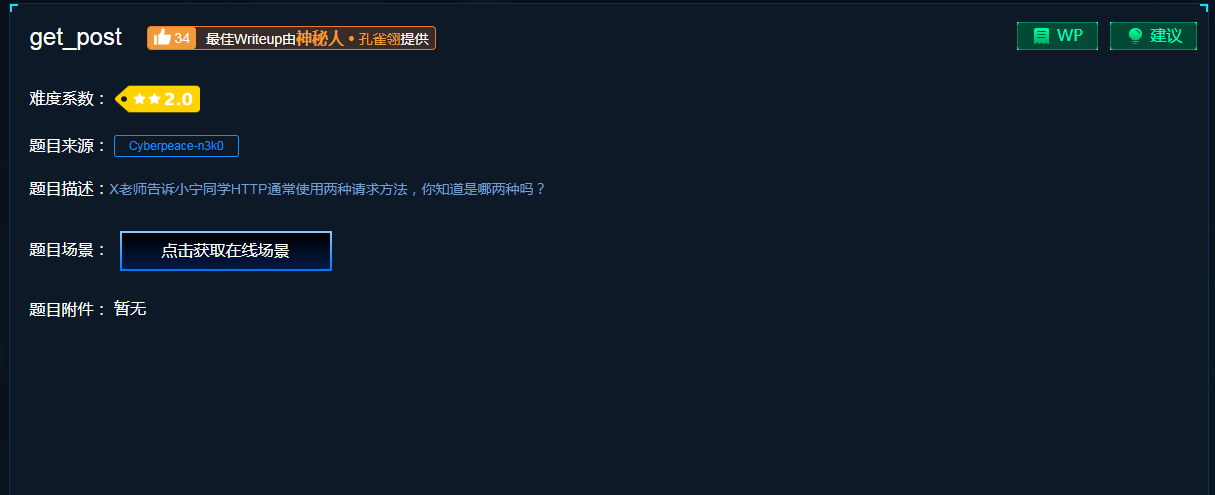 get_post 34 最佳Writeup由神秘人•孔雀翎提供 WP 建议
难度系数： 2.0
题目来源： Cyberpeace-n3k0
题目描述：X老师告诉小宁同学HTTP通常使用两种请求方法，你知道是哪两种吗？
题目场景： 点击获取在线场景
题目附件： 暂无